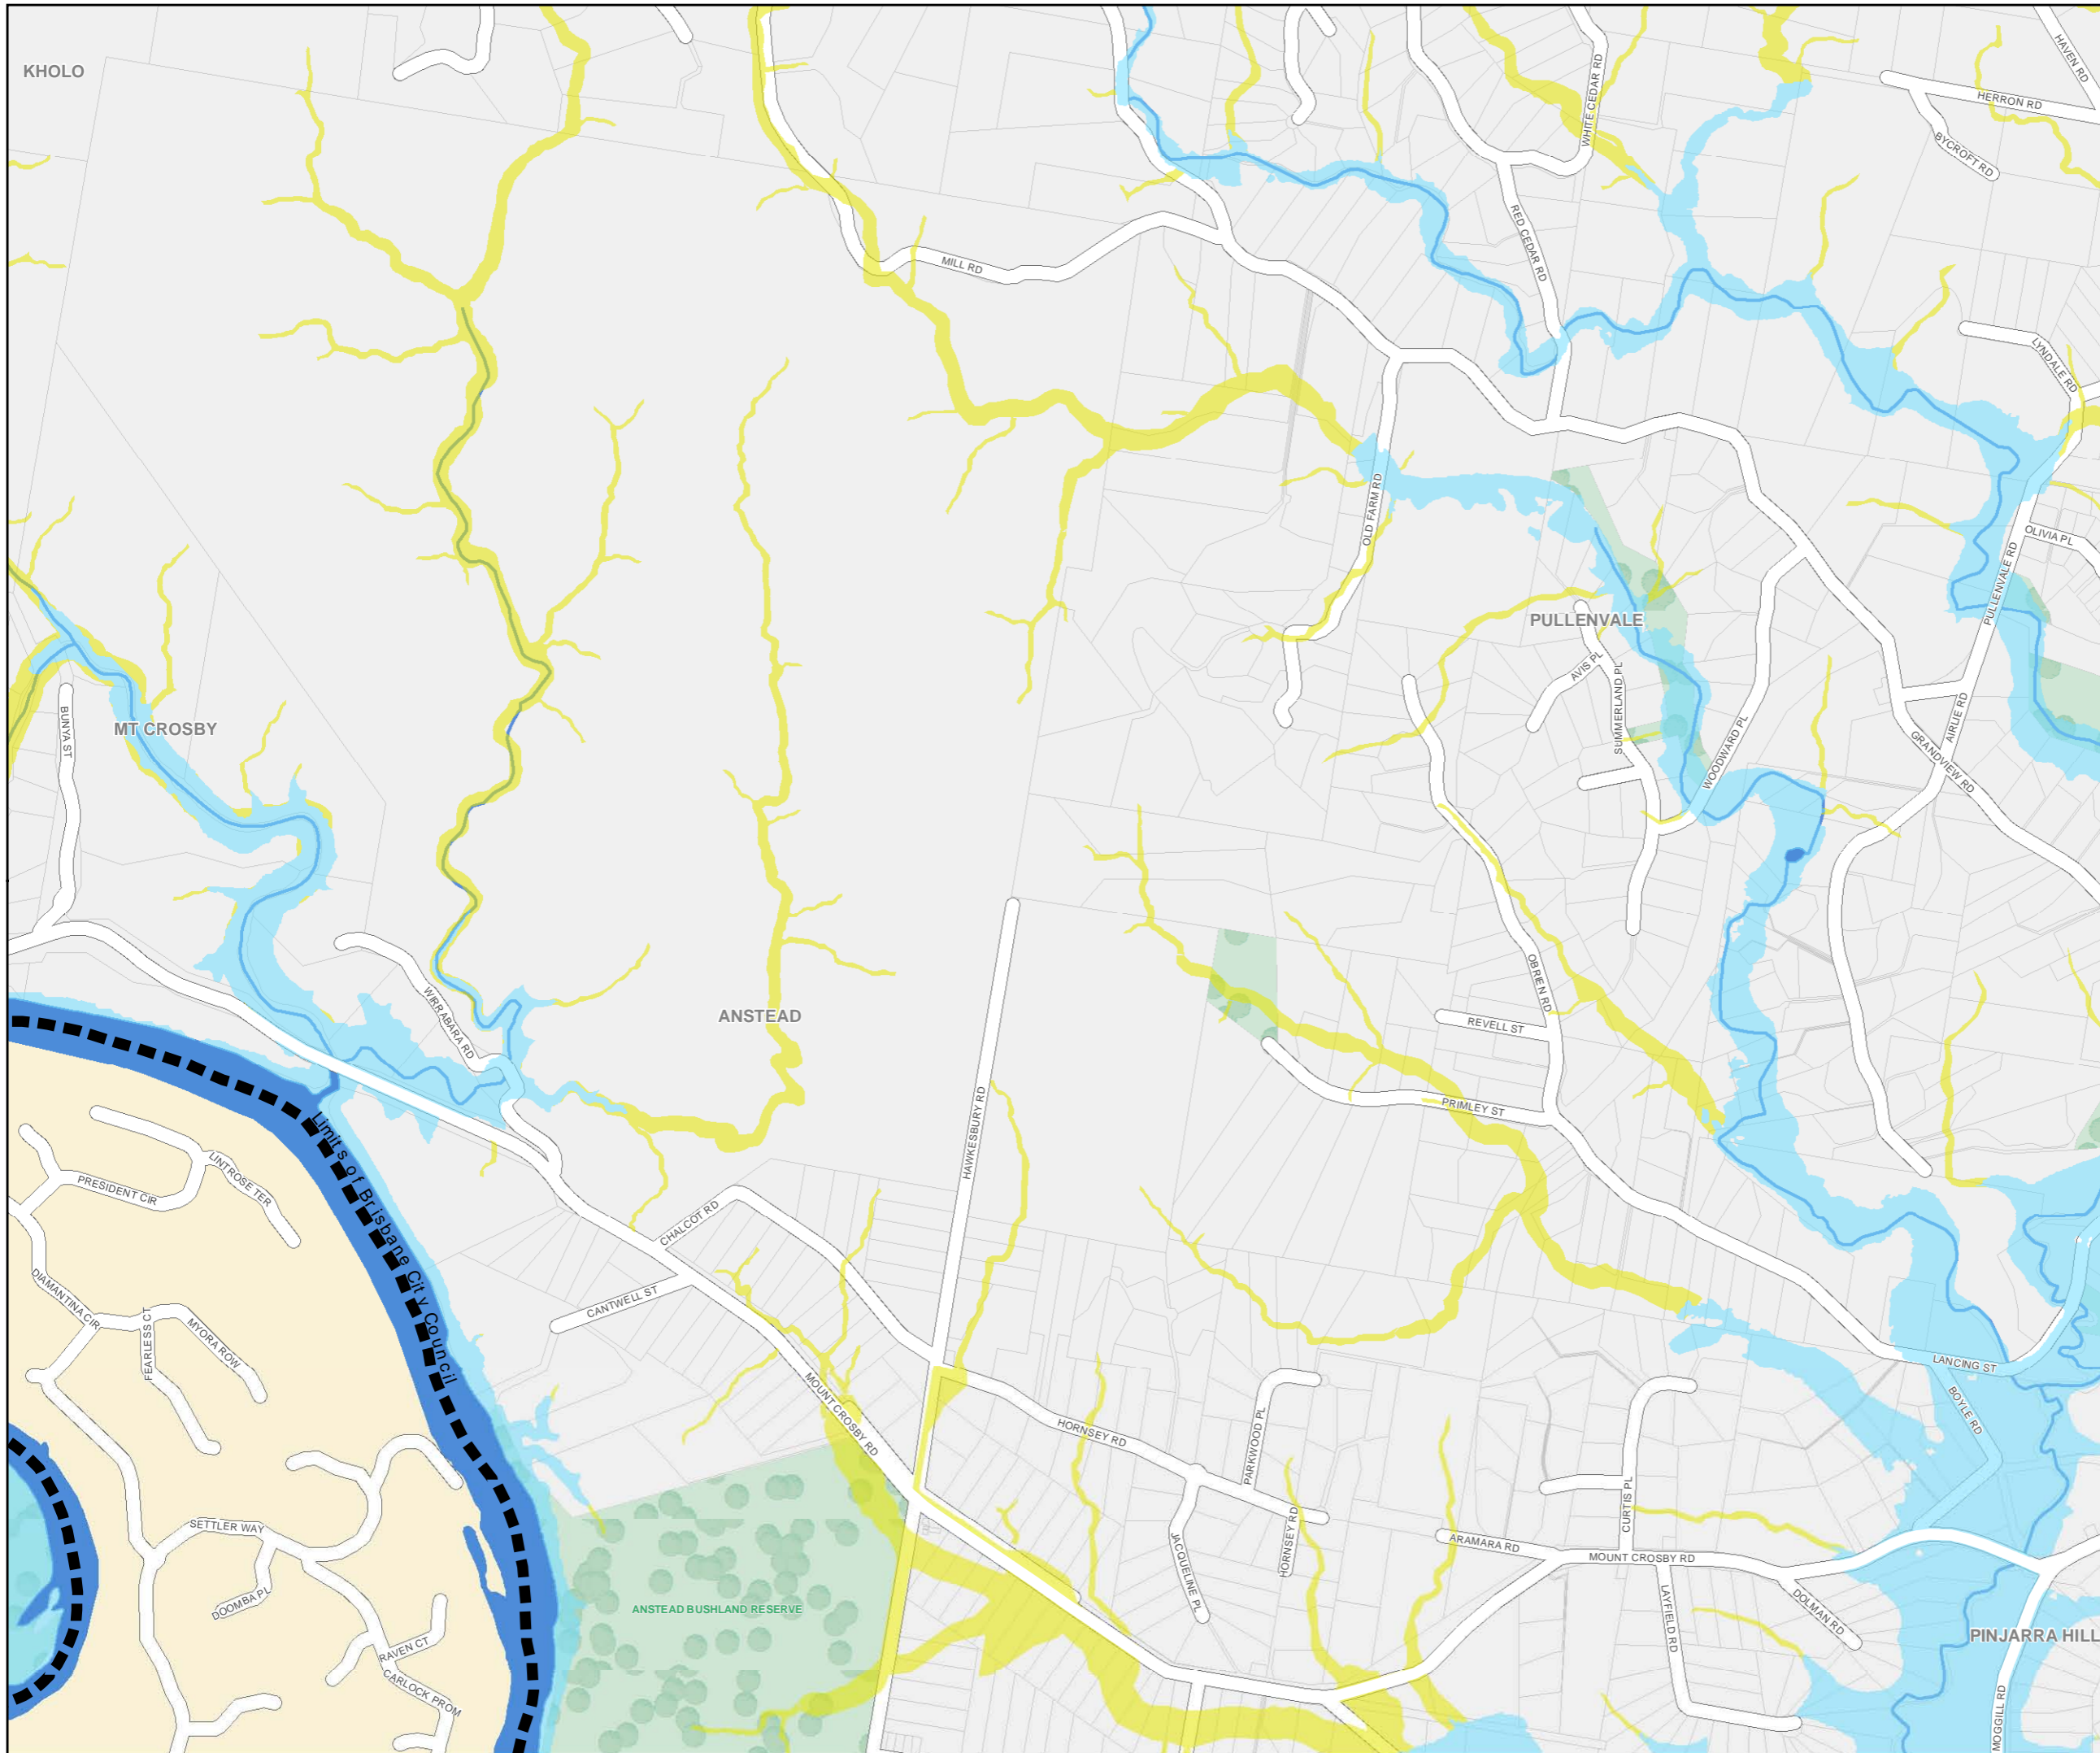 KHOLO
HAVEN RD
WHITE CEDAR RD
HERRON RD
BYCROFT RD
RED CEDAR RD
MILL RD
LYNDALE RD
OLD FARM RD
OLIVIA PL
PULLENVALE RD
PULLENVALE
AVIS PL
SUMMERLAND PL
WOODWARD PL
AIRLIE RD
GRANDVIEW RD
BUNYA ST
MT CROSBY
WIRRABARA RD
ANSTEAD
OBRIEN RD
REVELL ST
PRIMLEY ST
HAWKESBURY RD
Limits of Brisbane City Council
LINTROSE TER
PRESIDENT CIR
CHALCOT RD
DIAMANTINA CIR
FEARLESS CT
MYORA ROW
CANTWELL ST
MOUNT CROSBY RD
LANCING ST
BOYLE RD
HORNSEY RD
PARKWOOD PL
CURTIS PL
SETTLER WAY
JACQUELINE PL
HORNSEY RD
ARAMARA RD
MOUNT CROSBY RD
DOOMBA PL
ANSTEAD BUSHLAND RESERVE
LAYFIELD RD
DOLMAN RD
PINJARRA HILL
RAVEN CT
CARLOCK PROM
MOGGILL RD